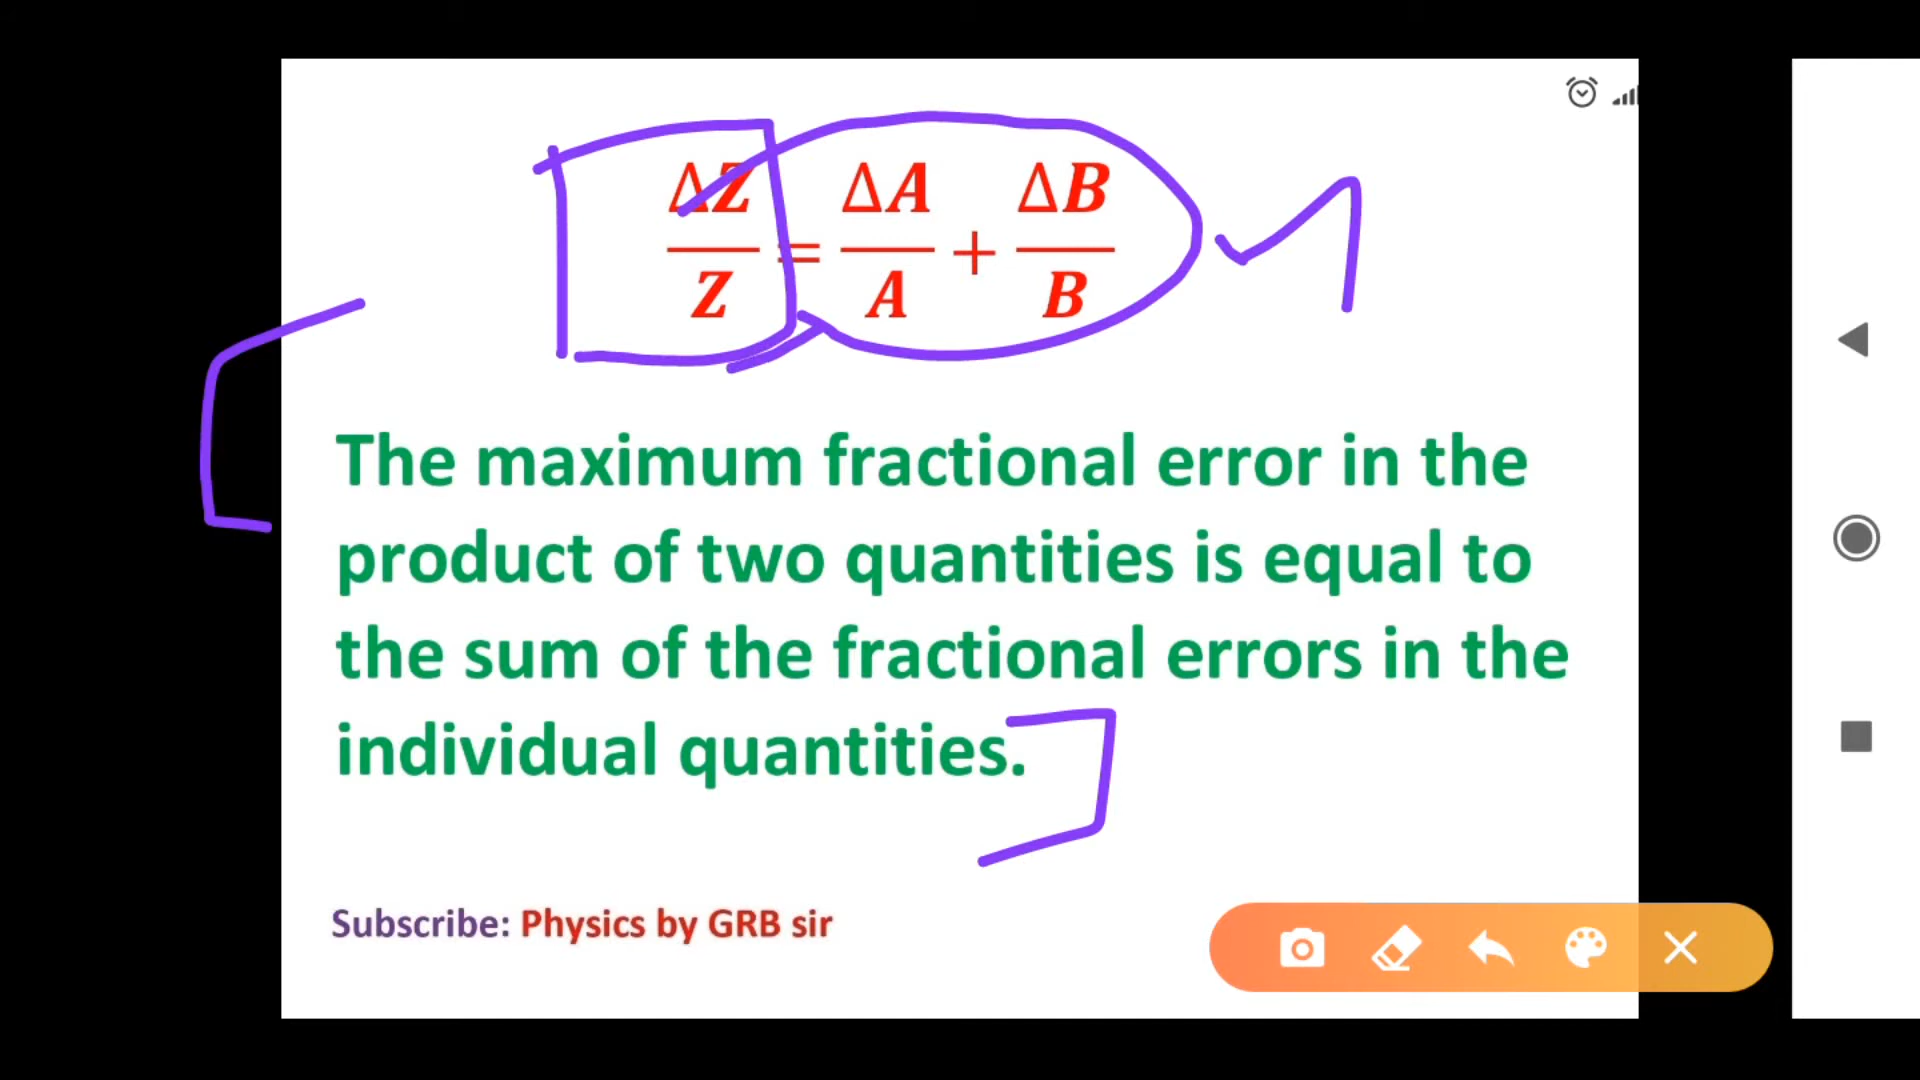 ΔZ/Z = ΔA/A + ΔB/B
The maximum fractional error in the
product of two quantities is equal to
the sum of the fractional errors in the
individual quantities.
Subscribe: Physics by GRB sir